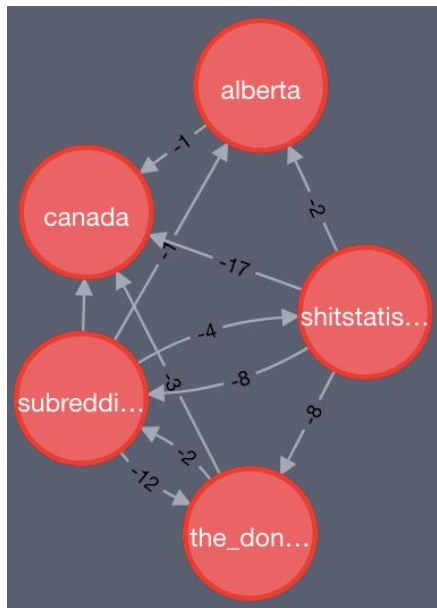 alberta
-1
canada
-1
-2
-17
shitstatis...
-4
subreddi...
-3
-8
-8
-2
-12
the_don...